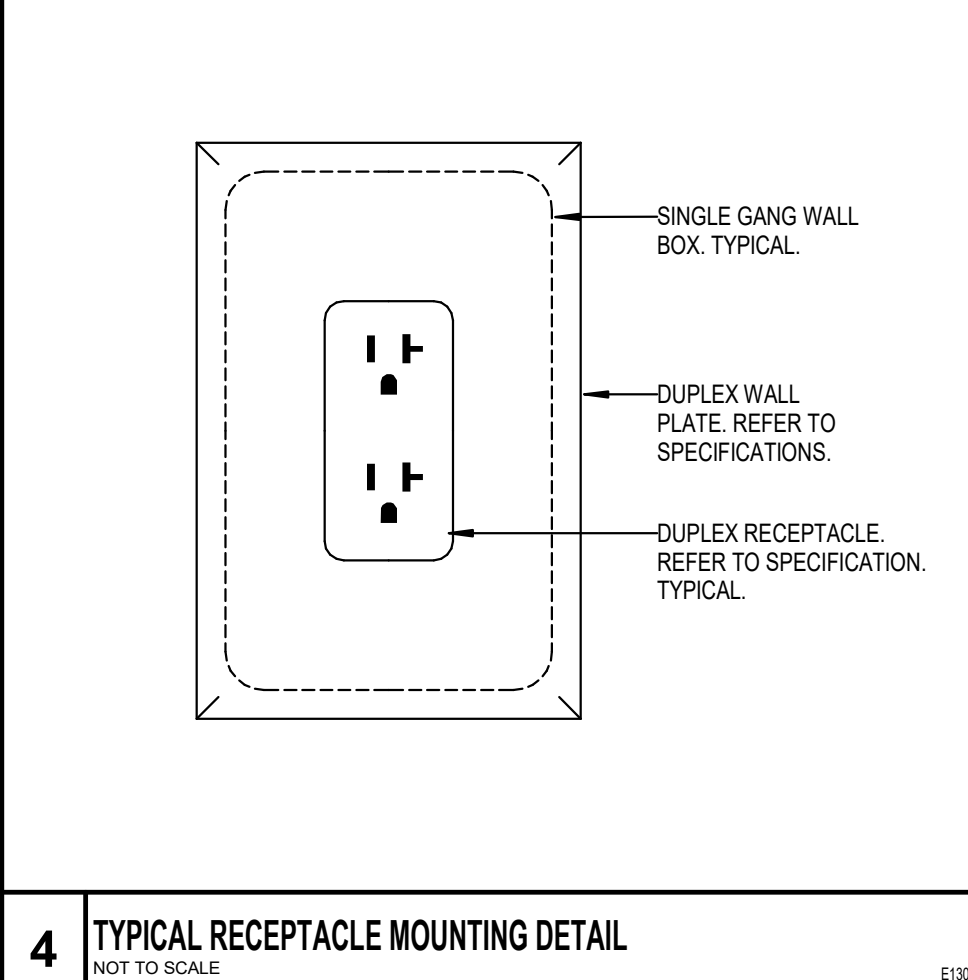 SINGLE GANG WALL
BOX. TYPICAL.
DUPLEX WALL
PLATE. REFER TO
SPECIFICATIONS.
DUPLEX RECEPTACLE.
REFER TO SPECIFICATION.
TYPICAL.
4
TYPICAL RECEPTACLE MOUNTING DETAIL
NOT TO SCALE
E130